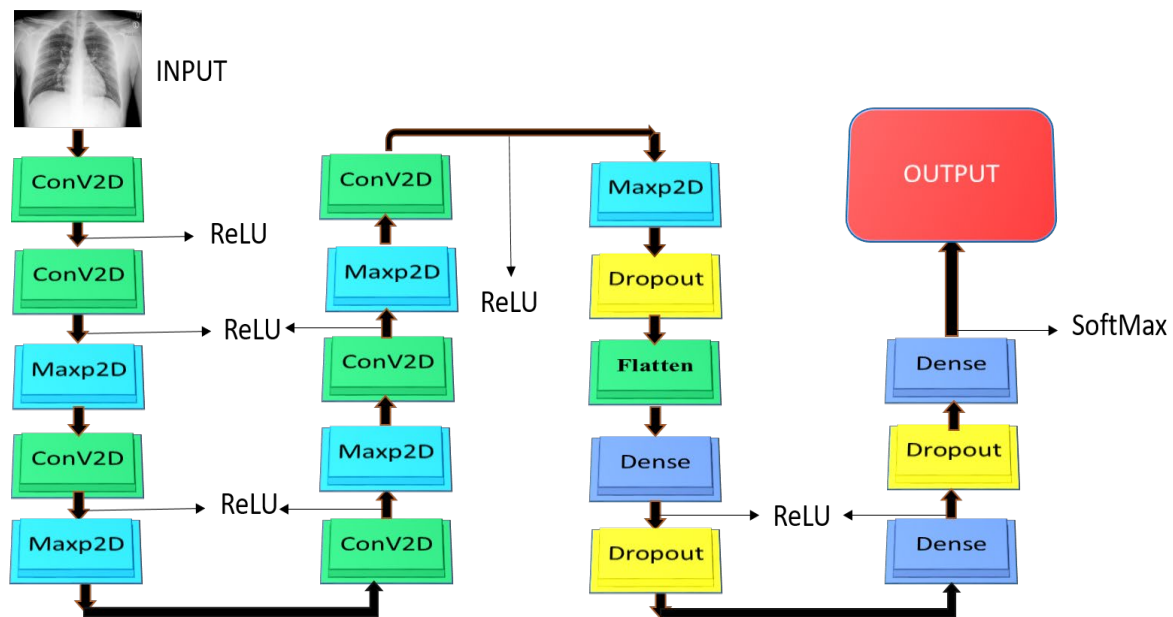 INPUT
ConV2D
ReLU
ConV2D
ReLU
Maxp2D
ConV2D
ReLU
Maxp2D
ConV2D
Maxp2D
ConV2D
Maxp2D
ConV2D
ReLU
Maxp2D
Dropout
Flatten
Dense
ReLU
Dropout
Dense
Dropout
Dense
SoftMax
OUTPUT